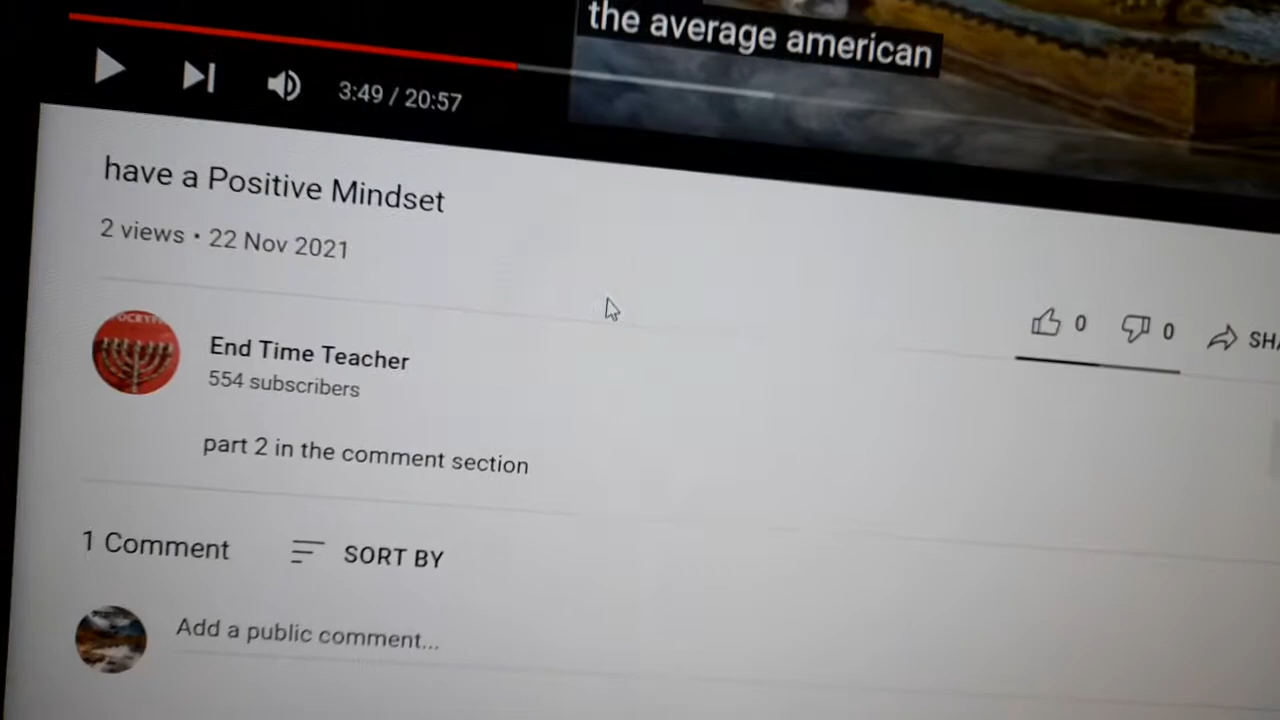 the average american
3:49 / 20:57
have a Positive Mindset
2 views • 22 Nov 2021
0
0
End Time Teacher
554 subscribers
part 2 in the comment section
1 Comment
SORT BY
Add a public comment...